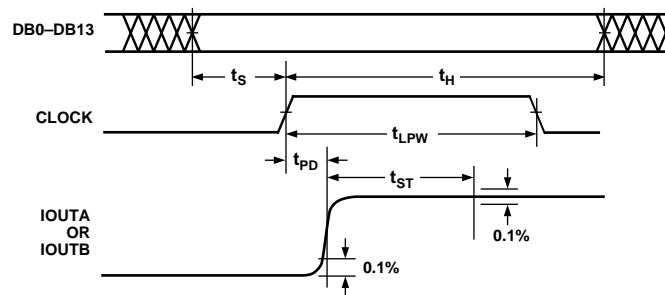 DB0–DB13
tS
tH
CLOCK
tLPW
tPD
tST
IOUTA
OR
IOUTB
0.1%
0.1%